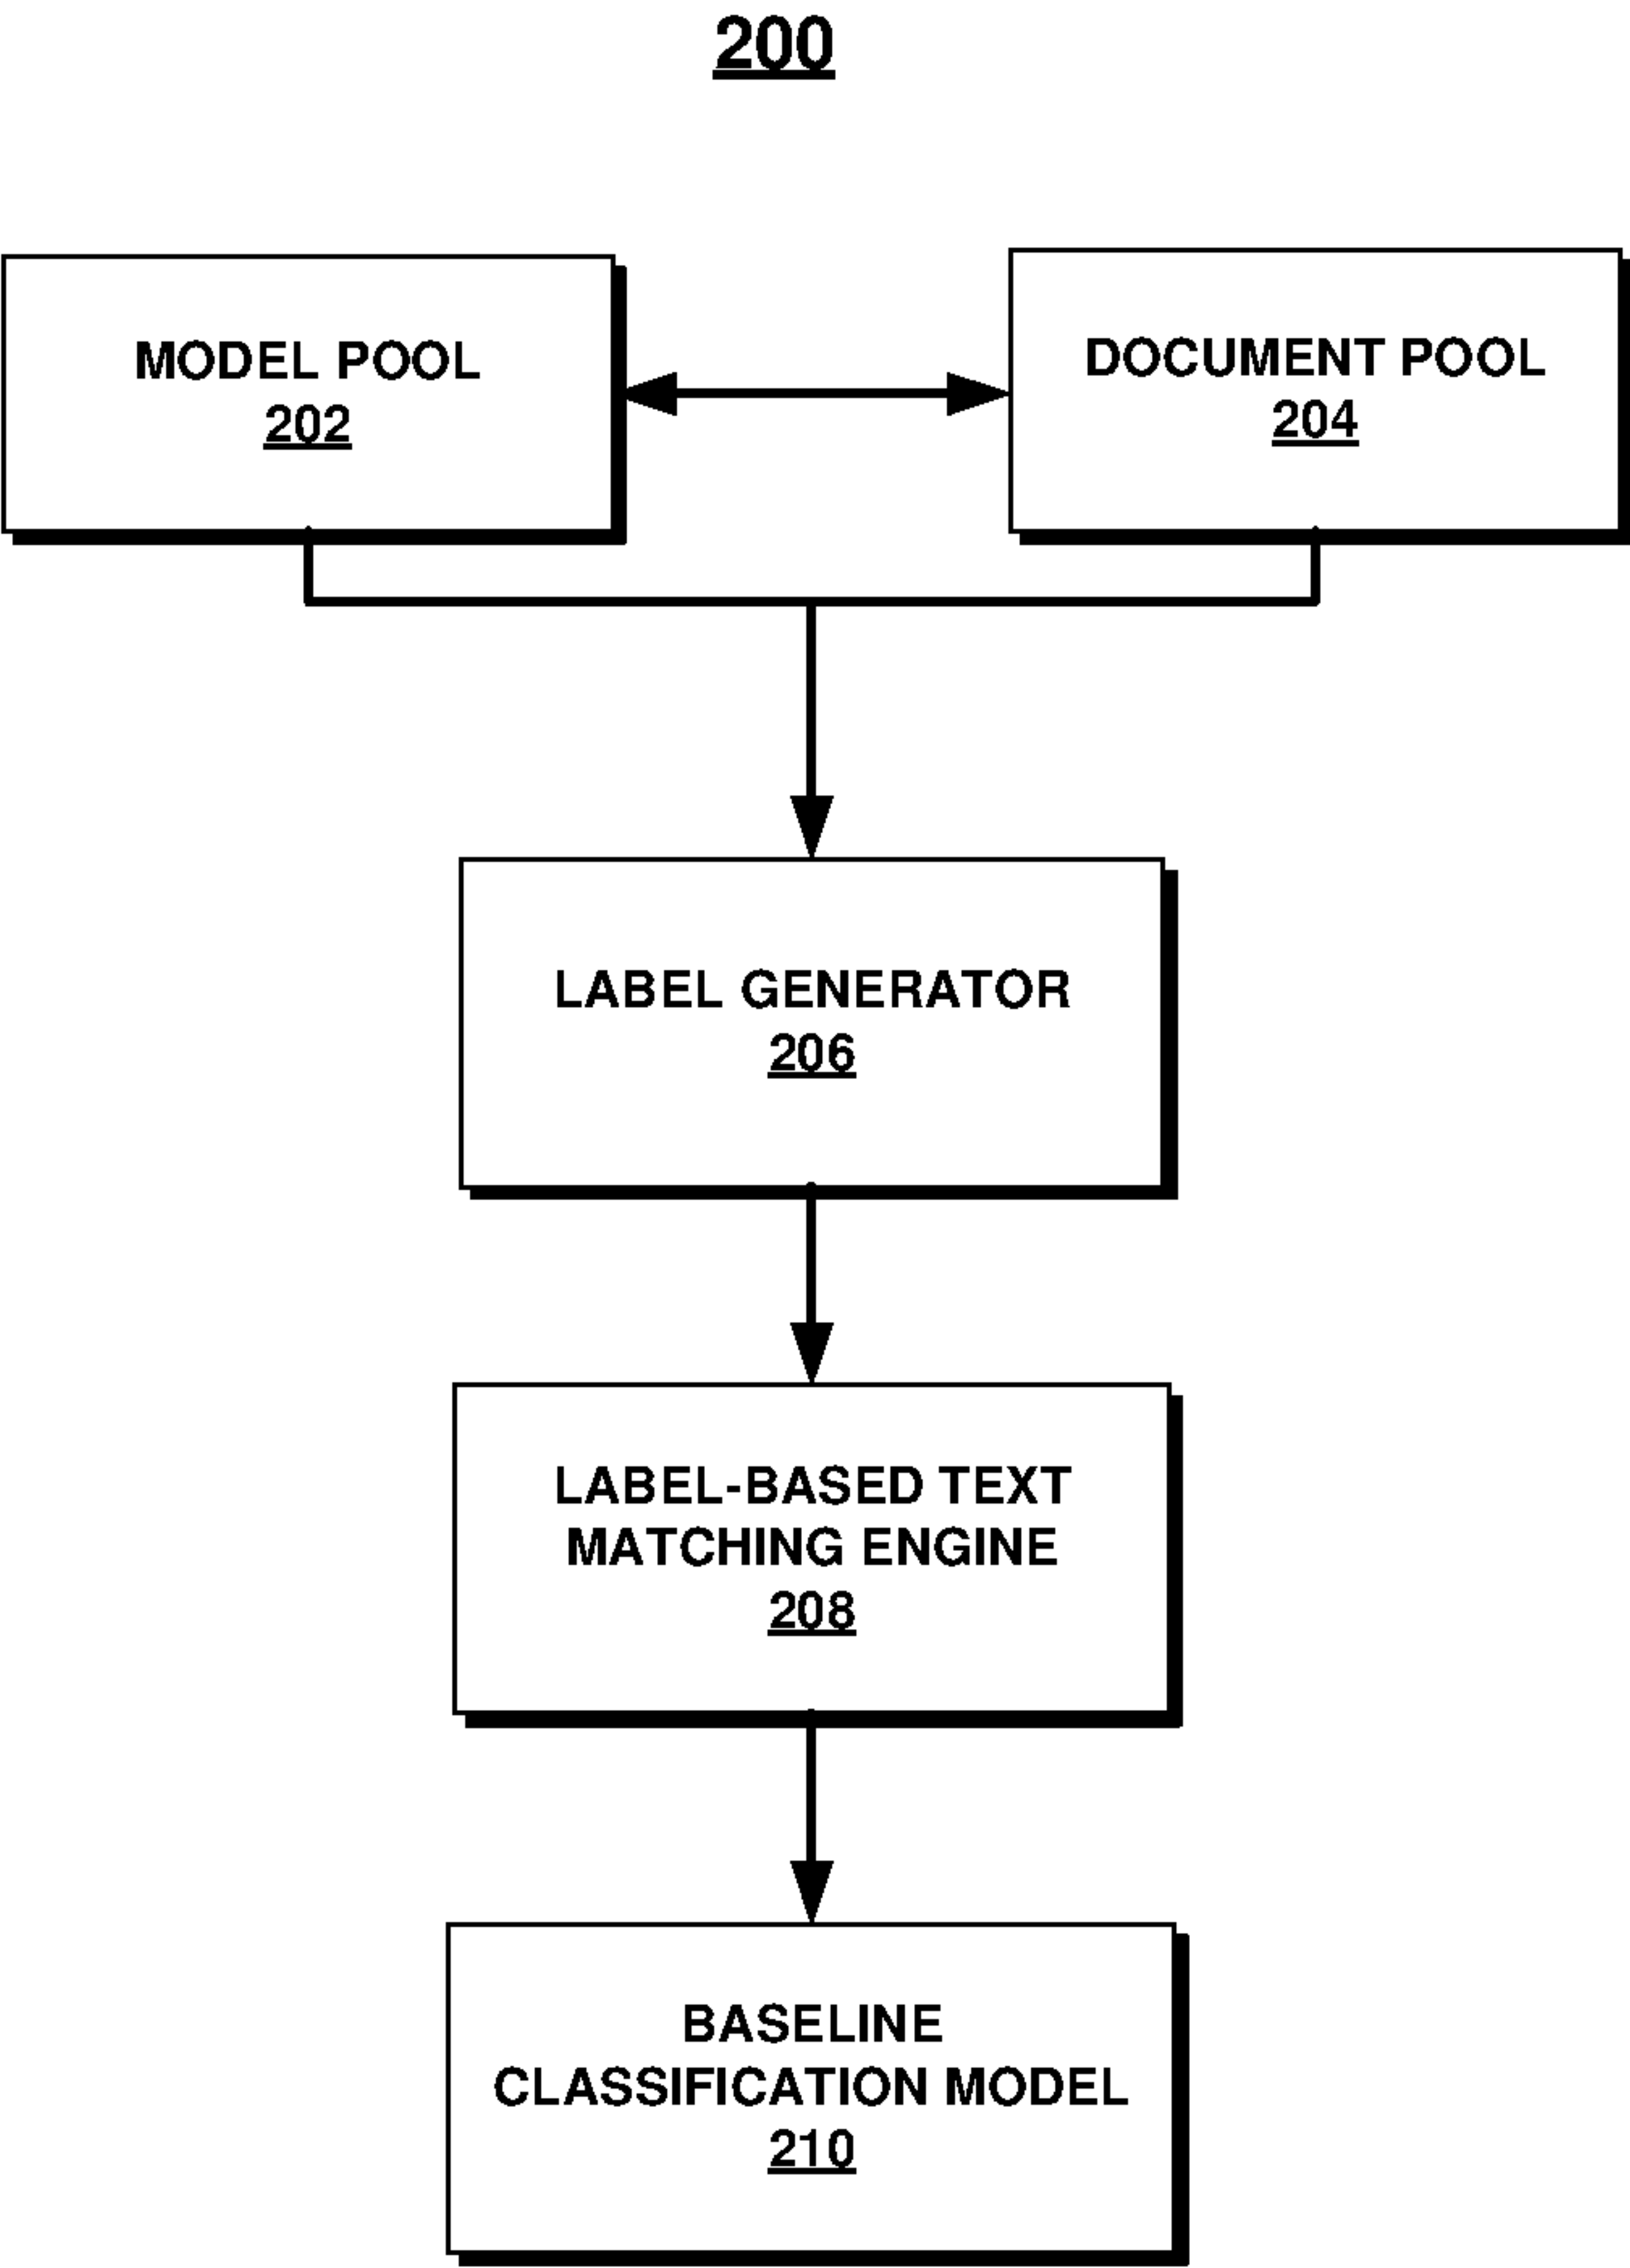 200
MODEL POOL
202
DOCUMENT POOL
204
LABEL GENERATOR
206
LABEL-BASED TEXT
MATCHING ENGINE
208
BASELINE
CLASSIFICATION MODEL
210